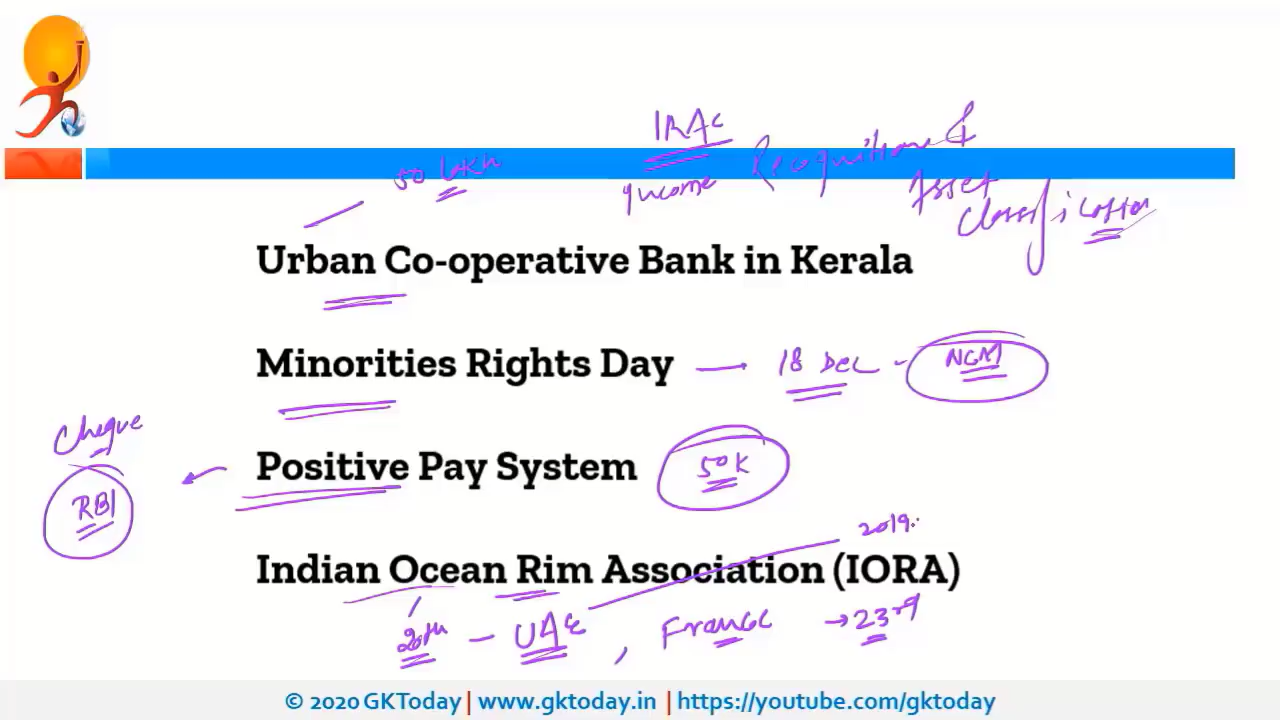 IRAC
50 Lakh
Income Recognition &
Asset
Classification
Urban Co-operative Bank in Kerala
Minorities Rights Day → 18 Dec - NCM
Cheque
RBI
Positive Pay System 50K
2019
Indian Ocean Rim Association (IORA)
20th - UAE, France → 23rd
© 2020 GKToday | www.gktoday.in | https://youtube.com/gktoday